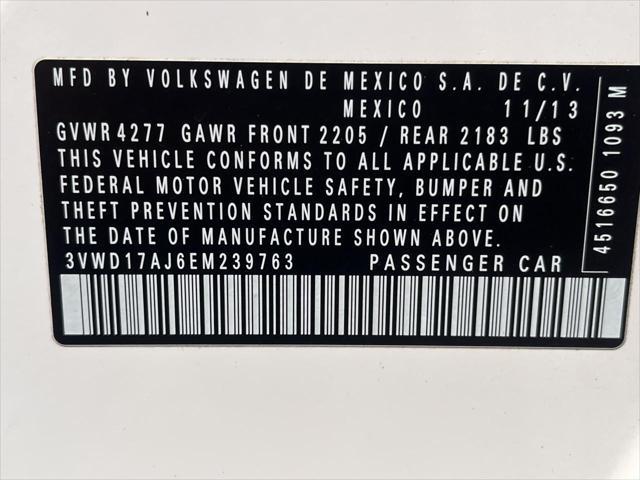 MFD BY VOLKSWAGEN DE MEXICO S.A. DE C.V.
MEXICO 11/13
GVWR 4277 GAWR FRONT 2205 / REAR 2183 LBS
THIS VEHICLE CONFORMS TO ALL APPLICABLE U.S.
FEDERAL MOTOR VEHICLE SAFETY, BUMPER AND
THEFT PREVENTION STANDARDS IN EFFECT ON
THE DATE OF MANUFACTURE SHOWN ABOVE.
3VWD17AJ6EM239763 PASSENGER CAR
4516650 1093 M